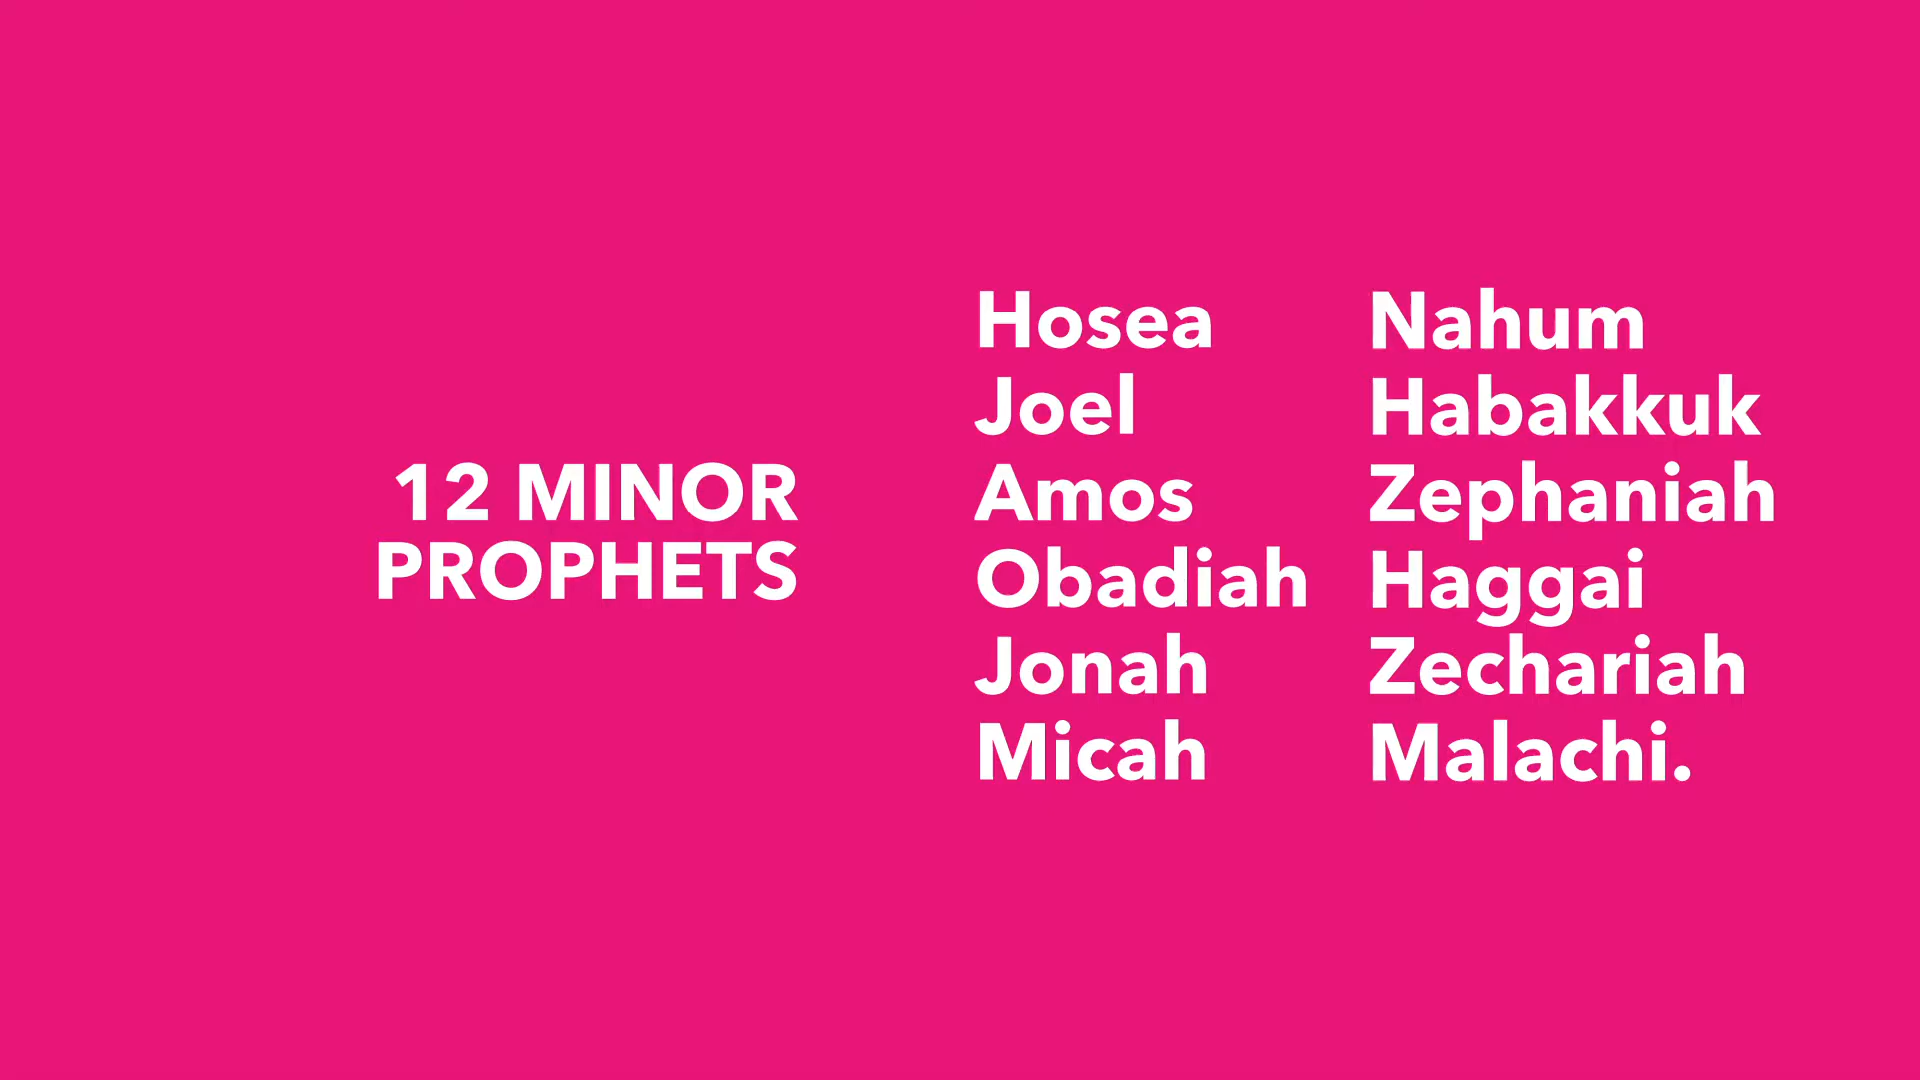 12 MINOR
PROPHETS
Hosea
Joel
Amos
Obadiah
Jonah
Micah
Nahum
Habakkuk
Zephaniah
Haggai
Zechariah
Malachi.